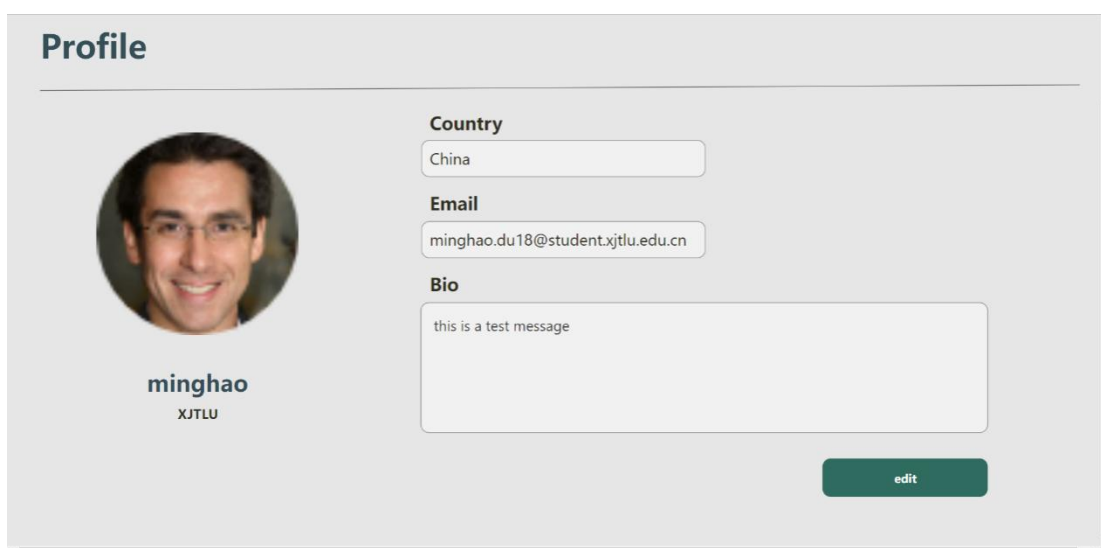 Profile
Country
China
Email
minghao.du18@student.xjtlu.edu.cn
Bio
this is a test message
minghao
XJTLU
edit